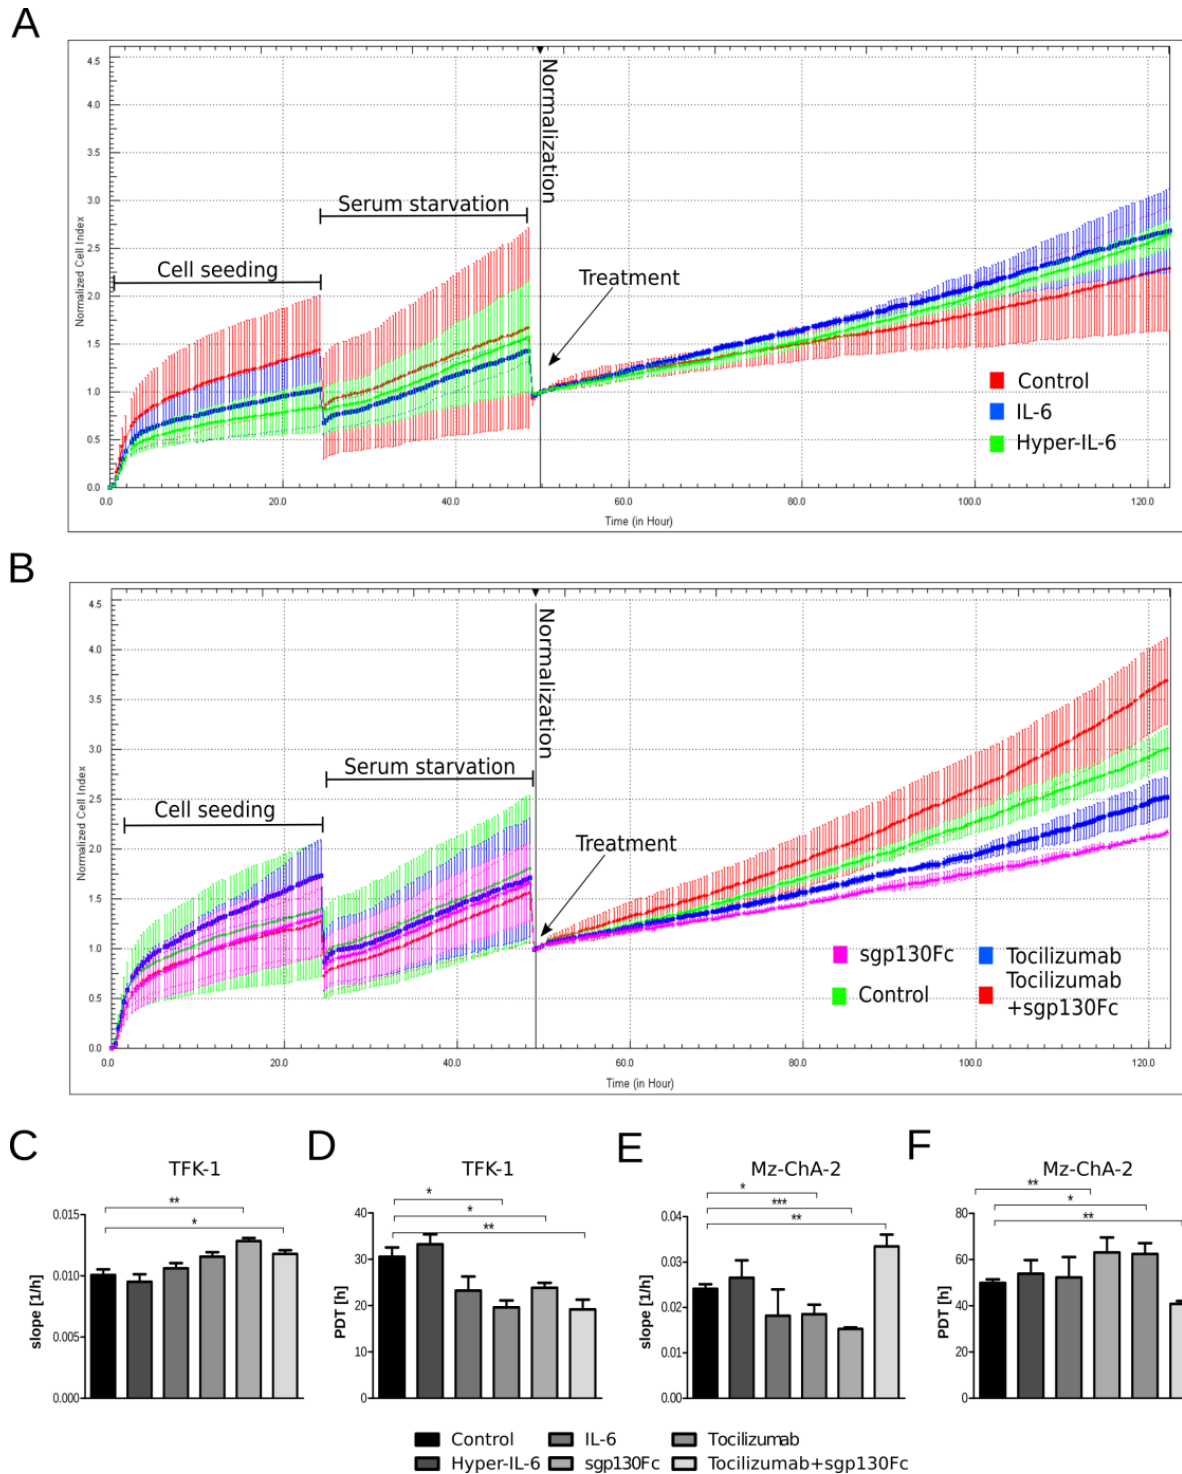 A
4.5
4.0
3.5
3.0
2.5
2.0
1.5
1.0
0.5
0.0
Normalized Cell Index
Normalization
Serum starvation
Cell seeding
Treatment
Control
IL-6
Hyper-IL-6
0.0 20.0 40.0 60.0 80.0 100.0 120.0
Time (in Hour)
B
4.5
4.0
3.5
3.0
2.5
2.0
1.5
1.0
0.5
0.0
Normalized Cell Index
Normalization
Serum starvation
Cell seeding
Treatment
sgp130Fc
Control
Tocilizumab
Tocilizumab
+sgp130Fc
0.0 20.0 40.0 60.0 80.0 100.0 120.0
Time (in Hour)
C
TFK-1
**
*
0.015
0.010
0.005
0.000
slope [1/h]
D
TFK-1
*
*
**
40
30
20
10
0
PDT [h]
E
Mz-ChA-2
*
***
**
0.04
0.03
0.02
0.01
0.00
slope [1/h]
F
Mz-ChA-2
**
*
**
80
60
40
20
0
PDT [h]
Control IL-6 Tocilizumab
Hyper-IL-6 sgp130Fc Tocilizumab+sgp130Fc